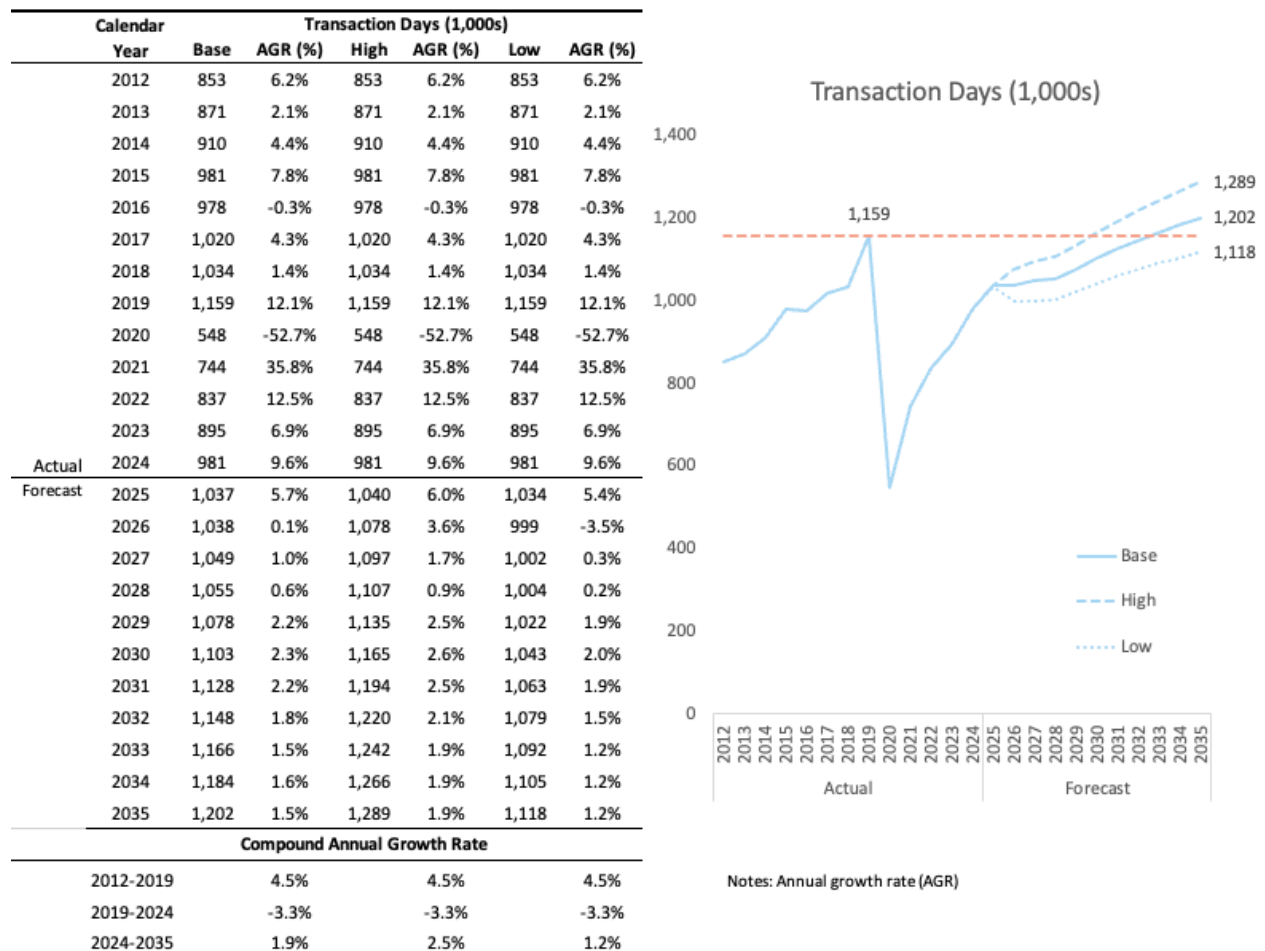 Calendar Transaction Days (1,000s)
Year Base AGR (%) High AGR (%) Low AGR (%)
2012 853 6.2% 853 6.2% 853 6.2%
2013 871 2.1% 871 2.1% 871 2.1%
2014 910 4.4% 910 4.4% 910 4.4%
2015 981 7.8% 981 7.8% 981 7.8%
2016 978 -0.3% 978 -0.3% 978 -0.3%
2017 1,020 4.3% 1,020 4.3% 1,020 4.3%
2018 1,034 1.4% 1,034 1.4% 1,034 1.4%
2019 1,159 12.1% 1,159 12.1% 1,159 12.1%
2020 548 -52.7% 548 -52.7% 548 -52.7%
2021 744 35.8% 744 35.8% 744 35.8%
2022 837 12.5% 837 12.5% 837 12.5%
2023 895 6.9% 895 6.9% 895 6.9%
Actual 2024 981 9.6% 981 9.6% 981 9.6%
Forecast 2025 1,037 5.7% 1,040 6.0% 1,034 5.4%
2026 1,038 0.1% 1,078 3.6% 999 -3.5%
2027 1,049 1.0% 1,097 1.7% 1,002 0.3%
2028 1,055 0.6% 1,107 0.9% 1,004 0.2%
2029 1,078 2.2% 1,135 2.5% 1,022 1.9%
2030 1,103 2.3% 1,165 2.6% 1,043 2.0%
2031 1,128 2.2% 1,194 2.5% 1,063 1.9%
2032 1,148 1.8% 1,220 2.1% 1,079 1.5%
2033 1,166 1.5% 1,242 1.9% 1,092 1.2%
2034 1,184 1.6% 1,266 1.9% 1,105 1.2%
2035 1,202 1.5% 1,289 1.9% 1,118 1.2%
Compound Annual Growth Rate
2012-2019 4.5% 4.5% 4.5%
2019-2024 -3.3% -3.3% -3.3%
2024-2035 1.9% 2.5% 1.2%
Transaction Days (1,000s)
1,400
1,289
1,200
1,159
1,202
1,118
1,000
800
600
400
Base
High
200
Low
0
2012 2013 2014 2015 2016 2017 2018 2019 2020 2021 2022 2023 2024 2025 2026 2027 2028 2029 2030 2031 2032 2033 2034 2035
Actual Forecast
Notes: Annual growth rate (AGR)